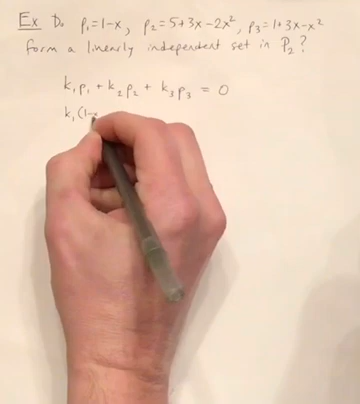 Ex Do p₁=1-x, p₂=5+3x-2x², p₃=1+3x-x²
form a linearly independent set in P₂?
k₁p₁+k₂p₂+k₃p₃=0
k₁(1-x